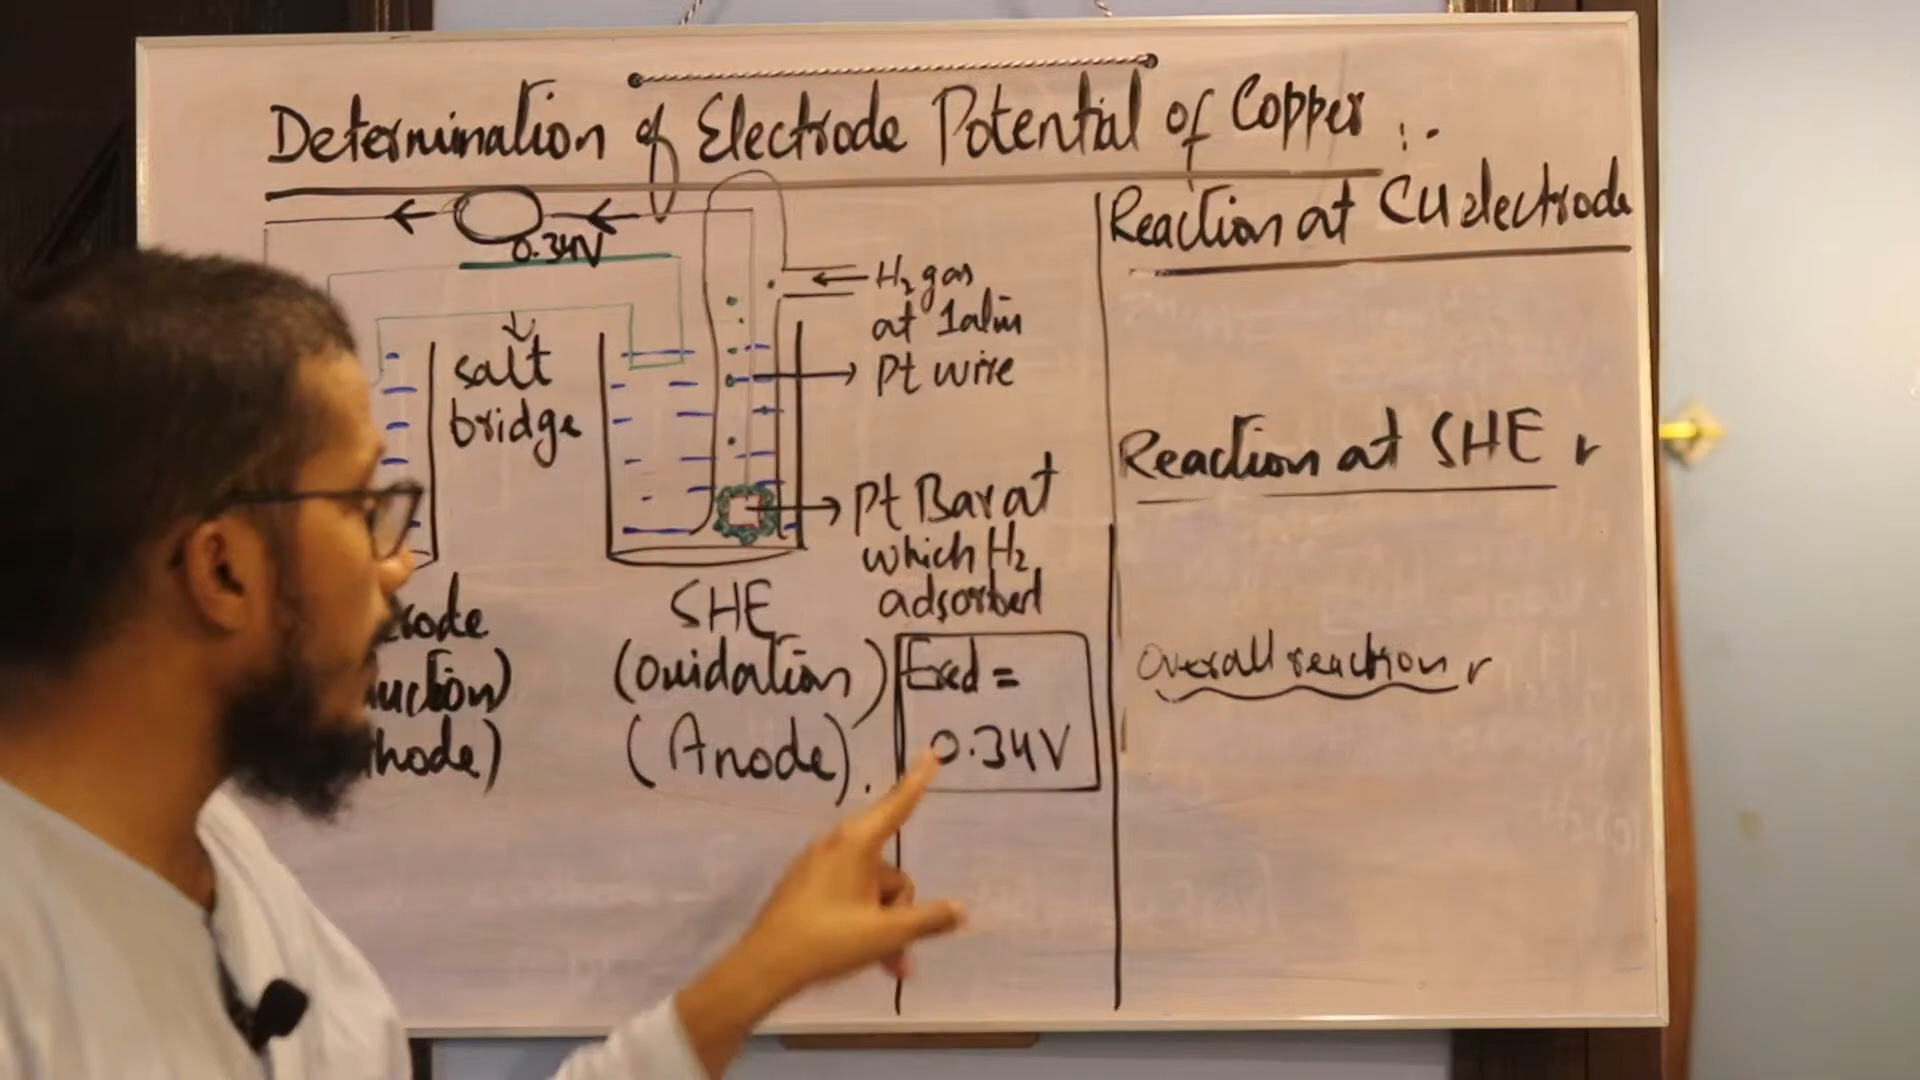 Determination of Electrode Potential of Copper :-
0.34V
salt
bridge
H₂ gas
at 1atm
Pt wire
Pt Bar at
which H₂
adsorbed
SHE
(Oxidation)
(Anode).
Ered =
0.34V
Reaction at CU electrode
Reaction at SHE
Overall reaction